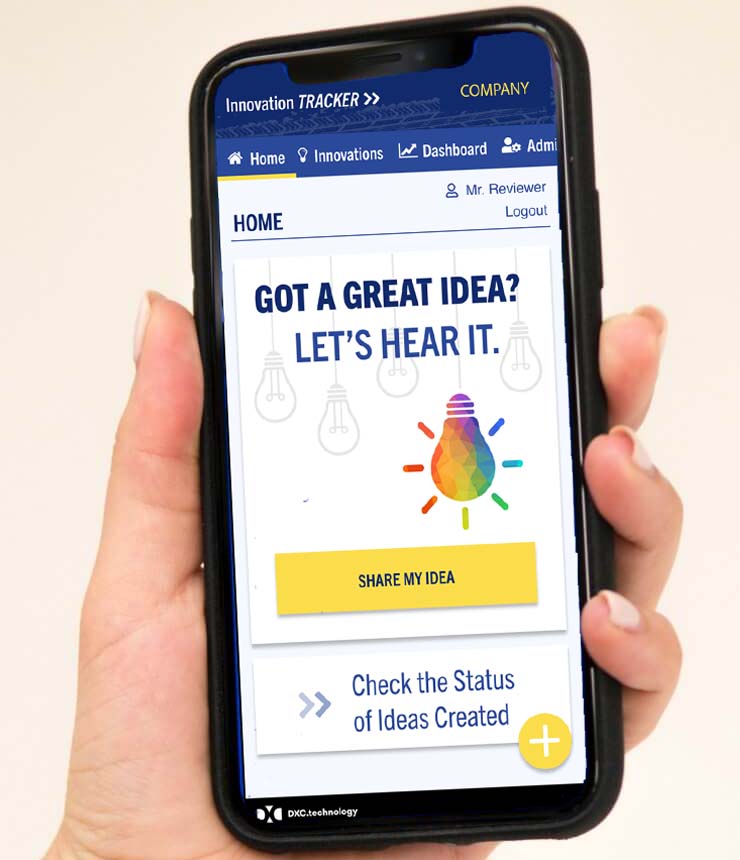 Innovation TRACKER >>
COMPANY
Home Innovations Dashboard Admi
Mr. Reviewer
Logout
HOME
GOT A GREAT IDEA?
LET'S HEAR IT.
SHARE MY IDEA
Check the Status
of Ideas Created
DXC.technology